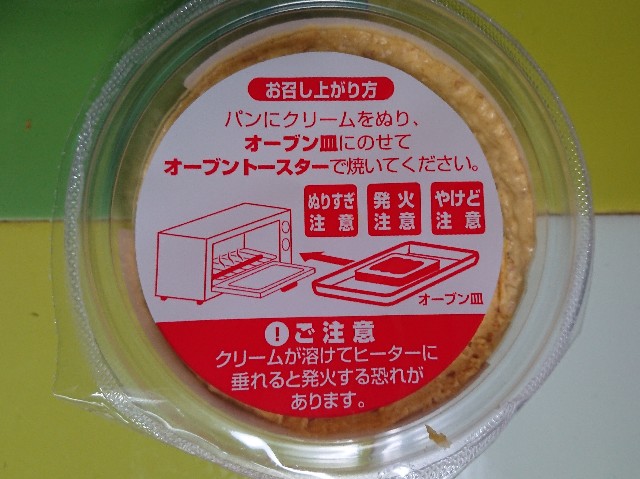 お召し上がり方
パンにクリームをぬり、
オーブン皿にのせて
オーブントースターで焼いてください。
ぬりすぎ
注意
発火
注意
やけど
注意
オーブン皿
! ご注意
クリームが溶けてヒーターに
垂れると発火する恐れが
あります。